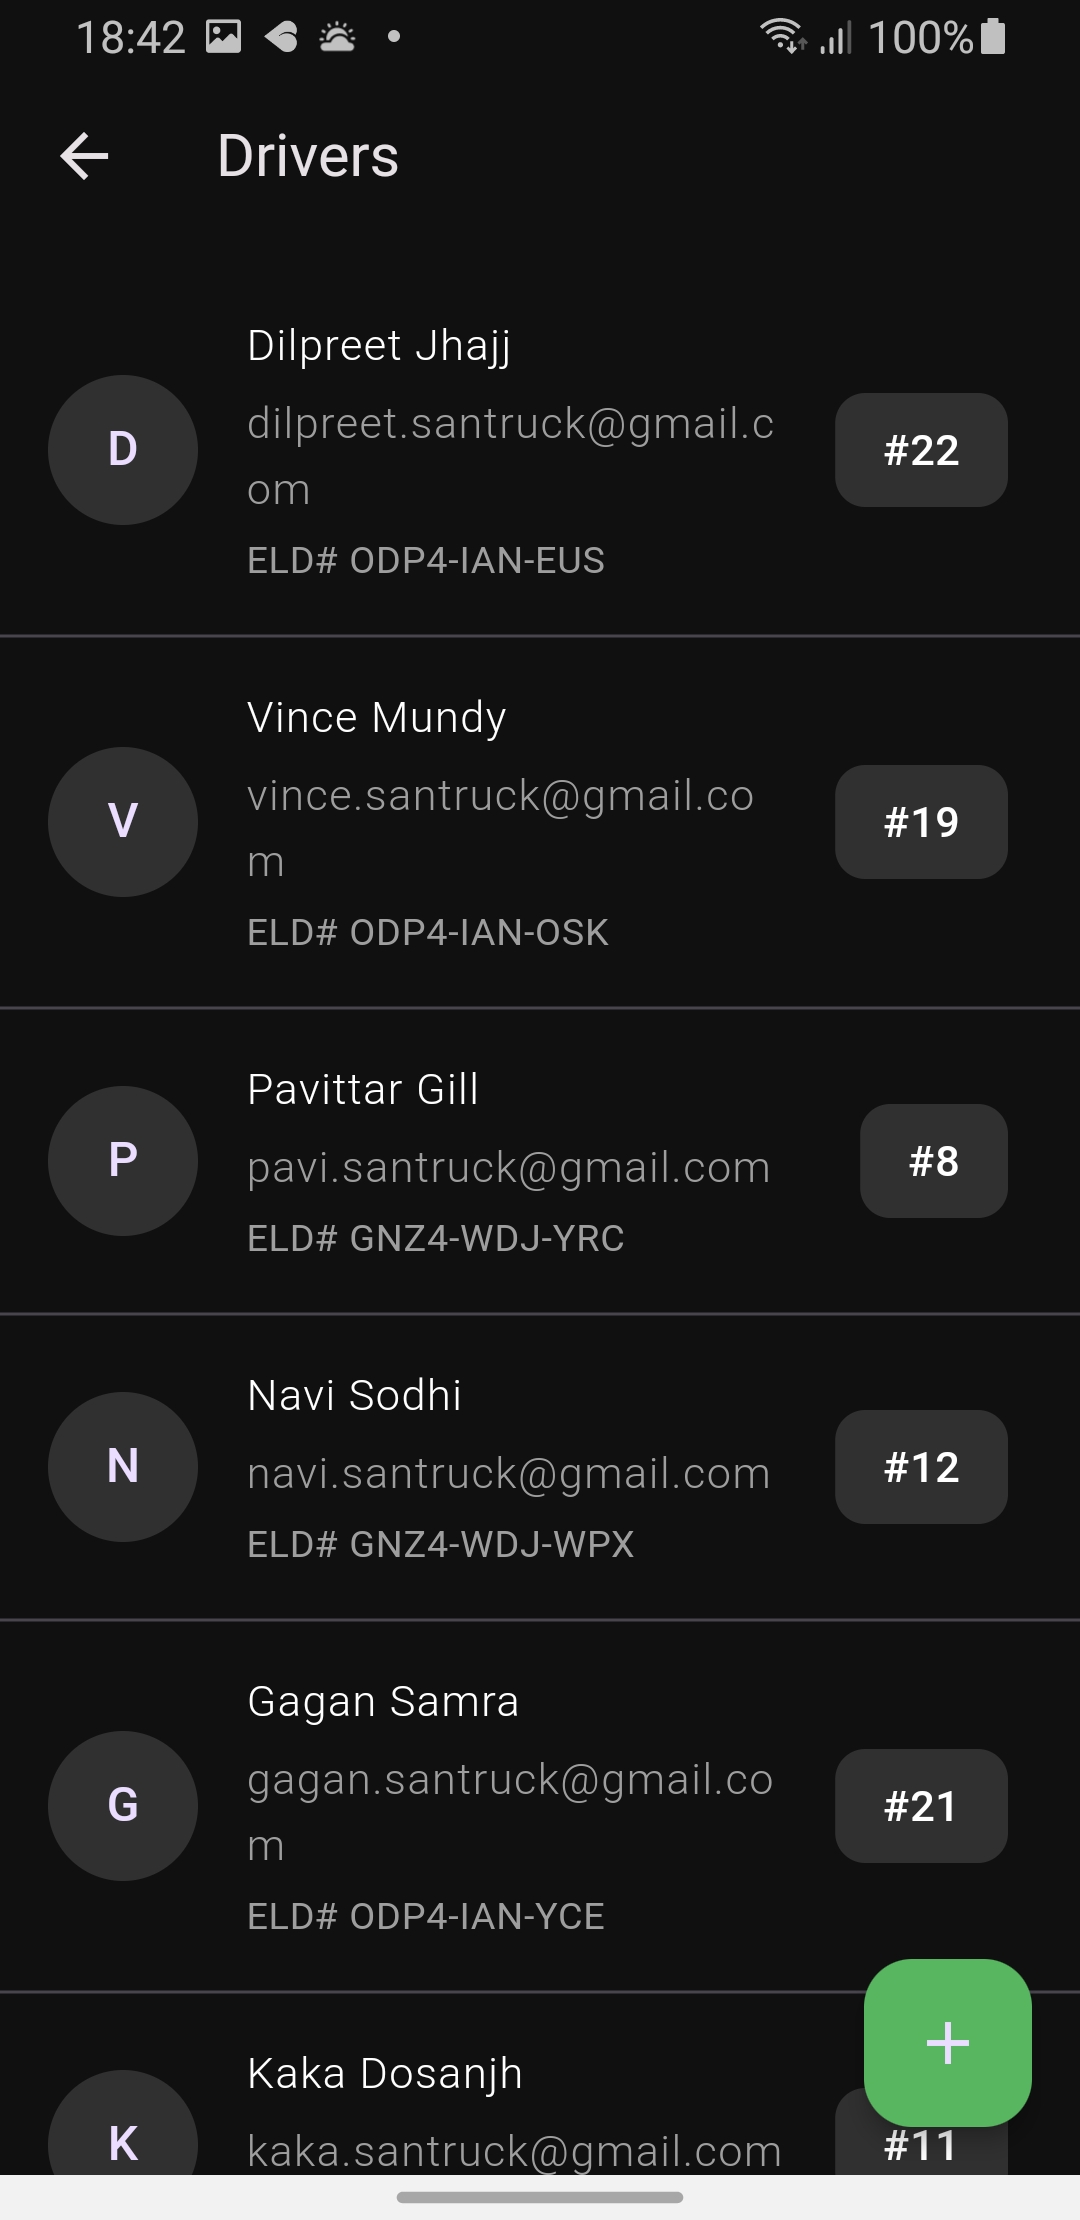 18:42
100%
Drivers
Dilpreet Jhajj
D
dilpreet.santruck@gmail.c
om
#22
ELD# ODP4-IAN-EUS
Vince Mundy
V
vince.santruck@gmail.co
m
#19
ELD# ODP4-IAN-OSK
Pavittar Gill
P
pavi.santruck@gmail.com
#8
ELD# GNZ4-WDJ-YRC
Navi Sodhi
N
navi.santruck@gmail.com
#12
ELD# GNZ4-WDJ-WPX
Gagan Samra
G
gagan.santruck@gmail.co
m
#21
ELD# ODP4-IAN-YCE
+
Kaka Dosanjh
K
kaka.santruck@gmail.com
#11